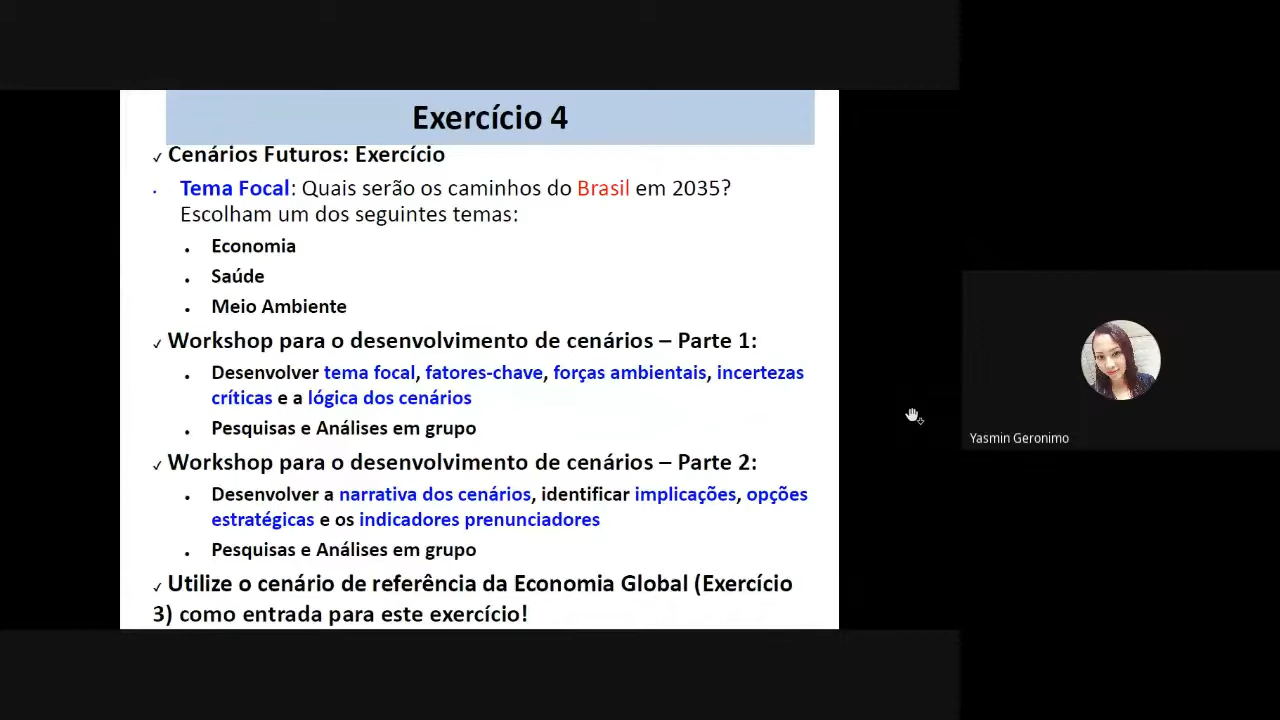 Exercício 4
✓ Cenários Futuros: Exercício
• Tema Focal: Quais serão os caminhos do Brasil em 2035?
Escolham um dos seguintes temas:
• Economia
• Saúde
• Meio Ambiente
✓ Workshop para o desenvolvimento de cenários – Parte 1:
• Desenvolver tema focal, fatores-chave, forças ambientais, incertezas
críticas e a lógica dos cenários
• Pesquisas e Análises em grupo
✓ Workshop para o desenvolvimento de cenários – Parte 2:
• Desenvolver a narrativa dos cenários, identificar implicações, opções
estratégicas e os indicadores prenunciadores
• Pesquisas e Análises em grupo
✓ Utilize o cenário de referência da Economia Global (Exercício
3) como entrada para este exercício!
Yasmin Geronimo